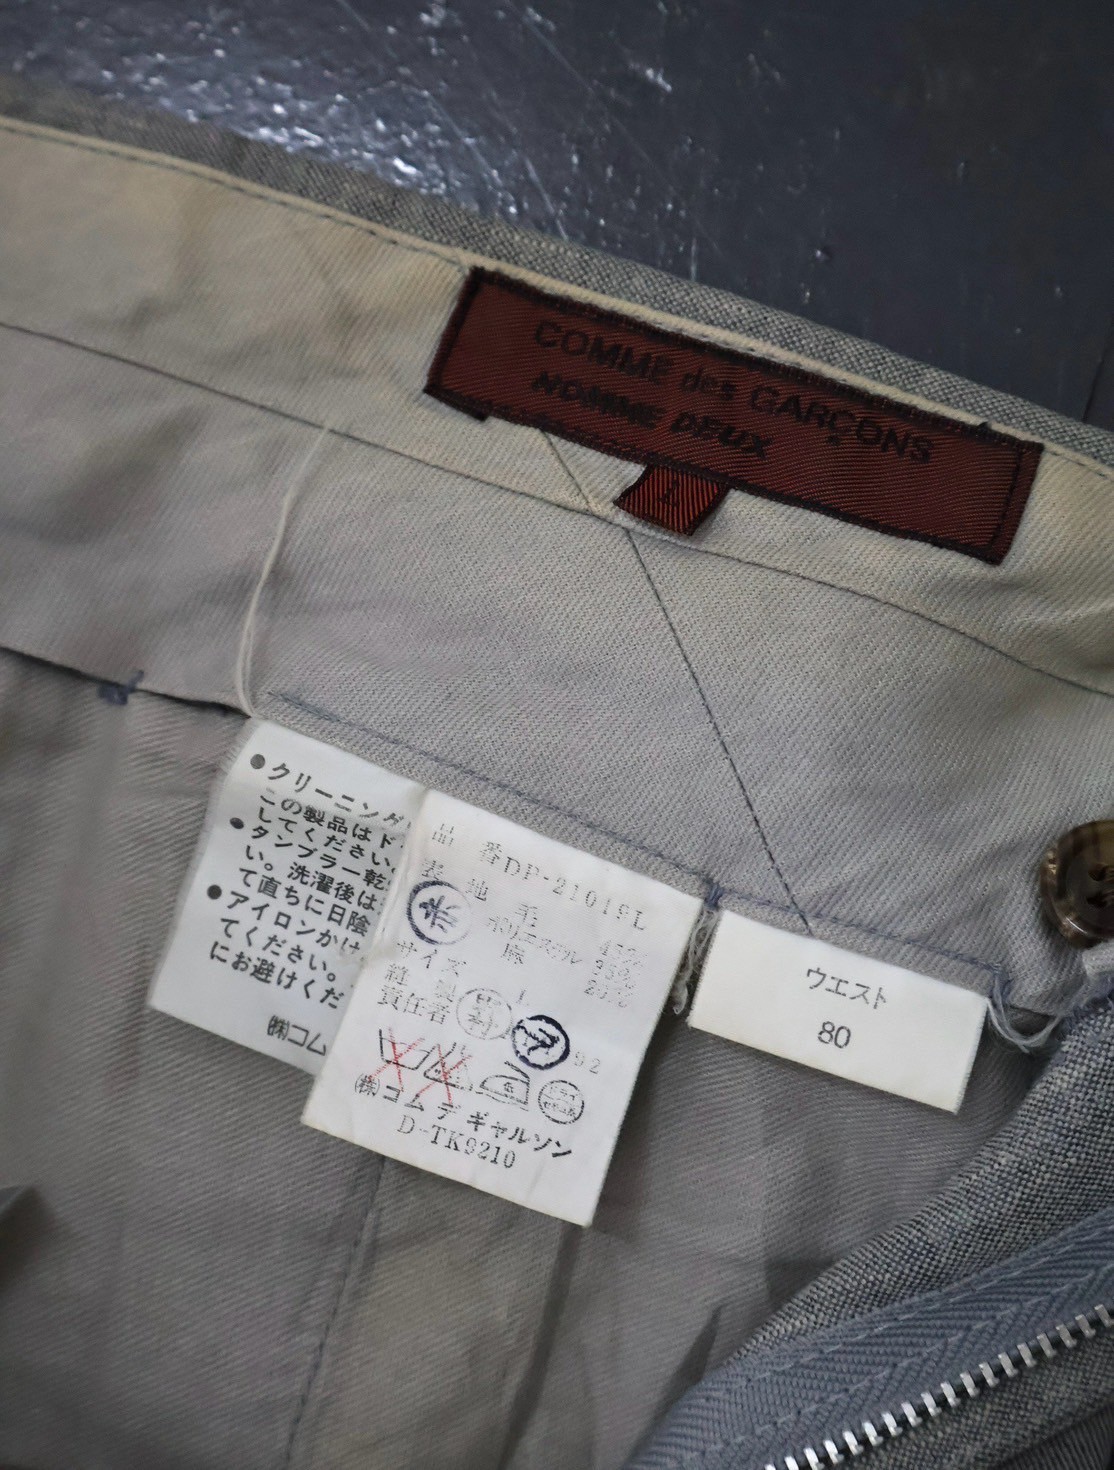 COMME des GARÇONS
HOMME DEUX
●クリーニング
この製品はド
してください。
●タンブラー乾
い。洗濯後は
て直ちに日陰
●アイロンかけ
てください。
にお避けくだ
㈱コム
品番DP-21019L
表地 毛
ポリエステル
麻
サイズ L
縫製
責任者 92
㈱コムデギャルソン
D-TK9210
ウエスト
80